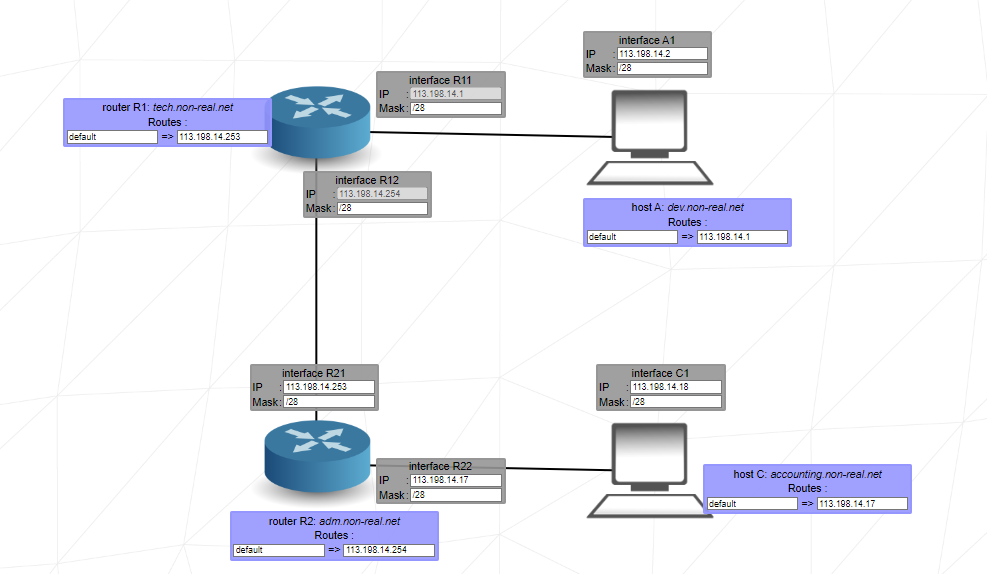 interface A1
IP : 113.198.14.2
Mask: /28
interface R11
IP : 113.198.14.1
Mask: /28
router R1: tech.non-real.net
Routes :
default => 113.198.14.253
interface R12
IP : 113.198.14.254
Mask: /28
host A: dev.non-real.net
Routes :
default => 113.198.14.1
interface R21
IP : 113.198.14.253
Mask: /28
interface C1
IP : 113.198.14.18
Mask: /28
interface R22
IP : 113.198.14.17
Mask: /28
host C: accounting.non-real.net
Routes :
default => 113.198.14.17
router R2: adm.non-real.net
Routes :
default => 113.198.14.254